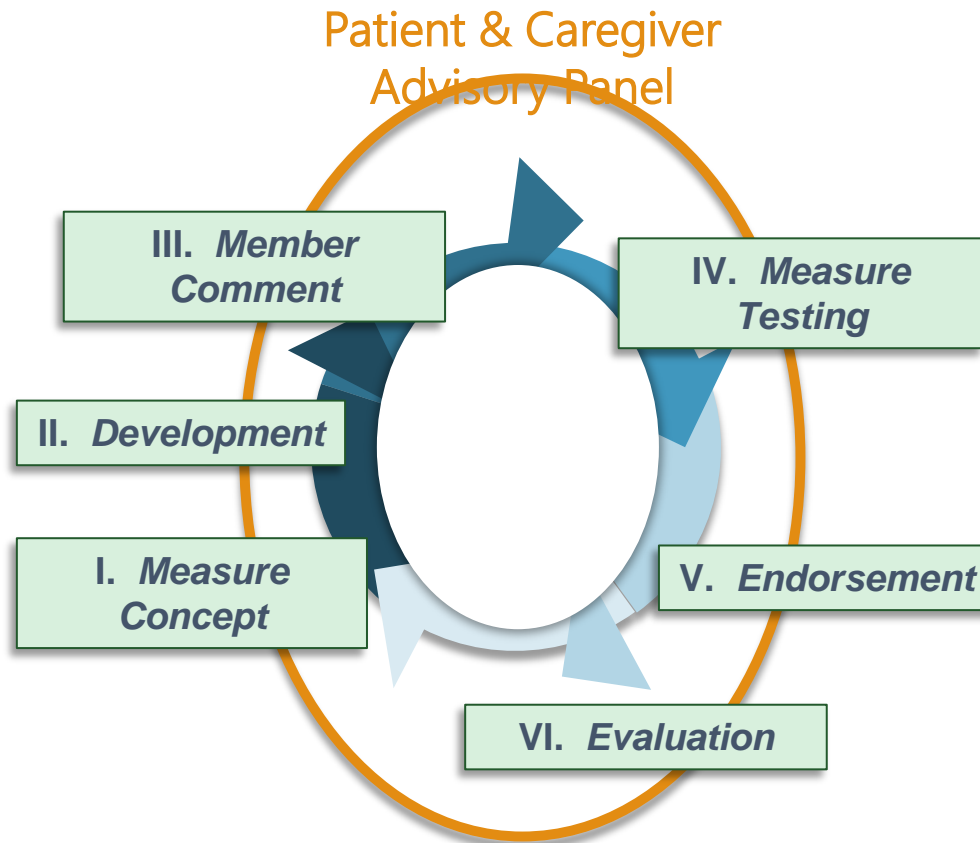 Patient & Caregiver
Advisory Panel
III. Member
Comment
IV. Measure
Testing
II. Development
I. Measure
Concept
V. Endorsement
VI. Evaluation